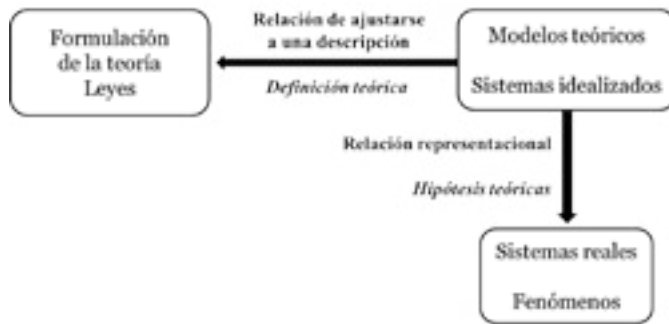 Formulación
de la teoría
Leyes
Relación de ajustarse
a una descripción
Definición teórica
Modelos teóricos
Sistemas idealizados
Relación representacional
Hipótesis teóricas
Sistemas reales
Fenómenos